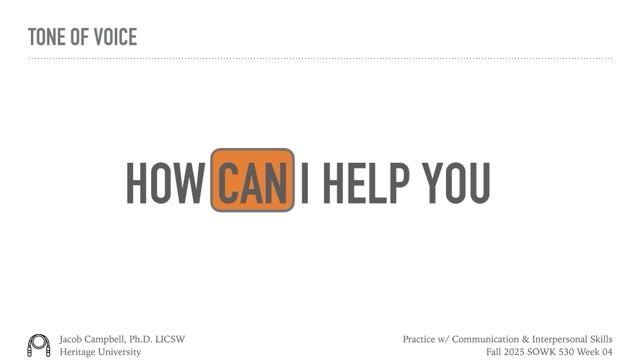 TONE OF VOICE
HOW CAN I HELP YOU
Jacob Campbell, Ph.D. LICSW
Heritage University
Practice w/ Communication & Interpersonal Skills
Fall 2025 SOWK 530 Week 04